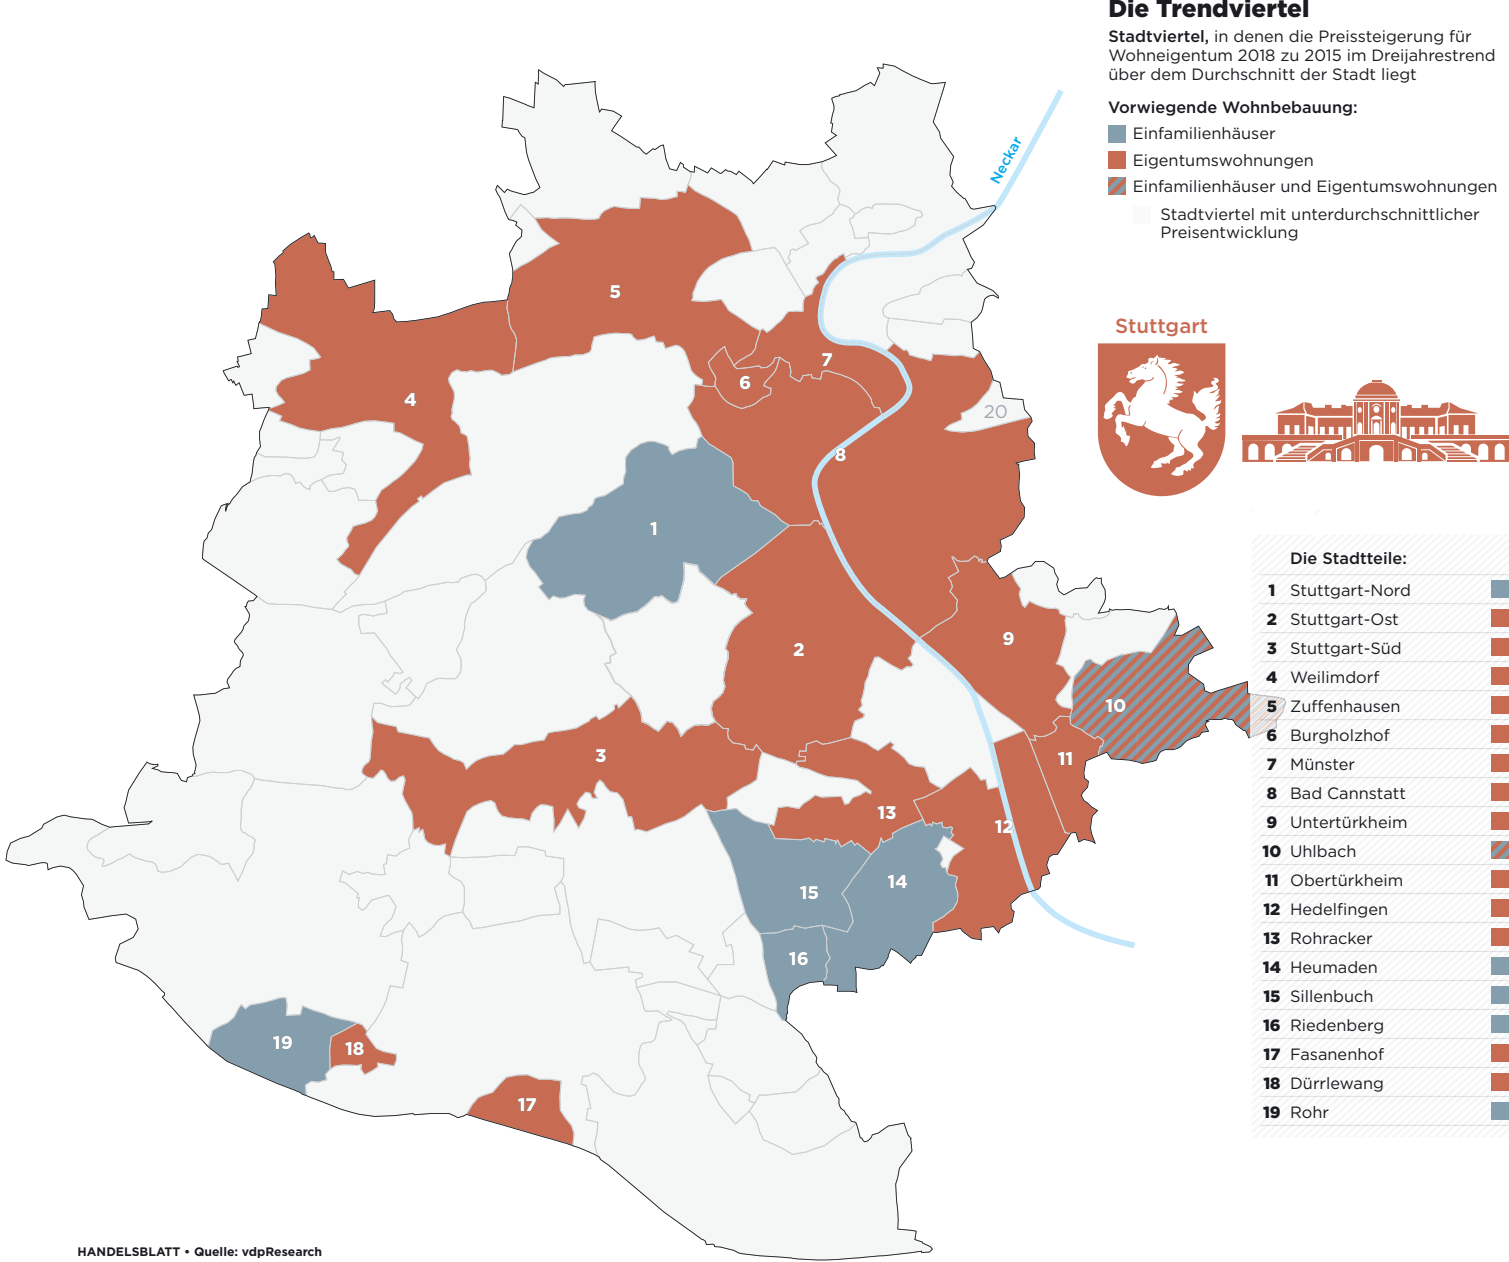 Die Trendviertel
Stadtviertel, in denen die Preissteigerung für
Wohneigentum 2018 zu 2015 im Dreijahrestrend
über dem Durchschnitt der Stadt liegt
Vorwiegende Wohnbebauung:
Einfamilienhäuser
Eigentumswohnungen
Einfamilienhäuser und Eigentumswohnungen
Stadtviertel mit unterdurchschnittlicher
Preisentwicklung
Neckar
Stuttgart
5
7
6
4
20
8
1
9
2
10
3
11
13
12
14
15
16
19
18
17
Die Stadtteile:
1 Stuttgart-Nord
2 Stuttgart-Ost
3 Stuttgart-Süd
4 Weilimdorf
5 Zuffenhausen
6 Burgholzhof
7 Münster
8 Bad Cannstatt
9 Untertürkheim
10 Uhlbach
11 Obertürkheim
12 Hedelfingen
13 Rohracker
14 Heumaden
15 Sillenbuch
16 Riedenberg
17 Fasanenhof
18 Dürrlewang
19 Rohr
HANDELSBLATT • Quelle: vdpResearch